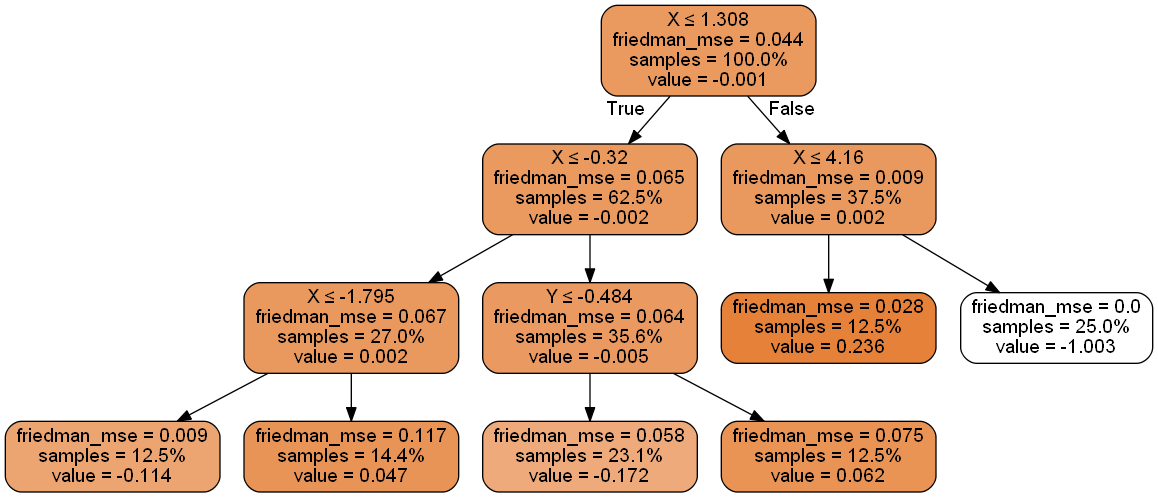 X ≤ 1.308
friedman_mse = 0.044
samples = 100.0%
value = -0.001
True
False
X ≤ -0.32
friedman_mse = 0.065
samples = 62.5%
value = -0.002
X ≤ 4.16
friedman_mse = 0.009
samples = 37.5%
value = 0.002
X ≤ -1.795
friedman_mse = 0.067
samples = 27.0%
value = 0.002
Y ≤ -0.484
friedman_mse = 0.064
samples = 35.6%
value = -0.005
friedman_mse = 0.028
samples = 12.5%
value = 0.236
friedman_mse = 0.0
samples = 25.0%
value = -1.003
friedman_mse = 0.009
samples = 12.5%
value = -0.114
friedman_mse = 0.117
samples = 14.4%
value = 0.047
friedman_mse = 0.058
samples = 23.1%
value = -0.172
friedman_mse = 0.075
samples = 12.5%
value = 0.062